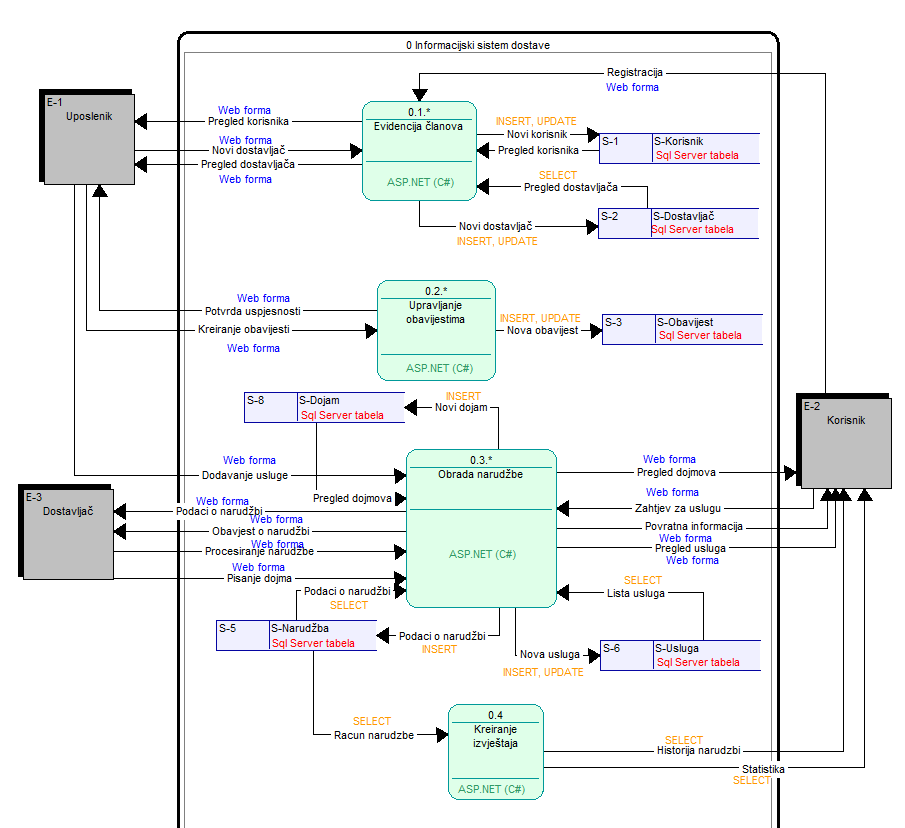 0 Informacijski sistem dostave
Registracija
Web forma
E-1
Uposlenik
Web forma
Pregled korisnika
Web forma
Novi dostavljač
Pregled dostavljača
Web forma
0.1.*
Evidencija članova
ASP.NET (C#)
INSERT, UPDATE
Novi korisnik
Pregled korisnika
S-1
S-Korisnik
Sql Server tabela
SELECT
Pregled dostavljača
Novi dostavljač
INSERT, UPDATE
S-2
S-Dostavljač
Sql Server tabela
Web forma
Potvrda uspjesnosti
Kreiranje obavijesti
Web forma
0.2.*
Upravljanje
obavijestima
ASP.NET (C#)
INSERT, UPDATE
Nova obavijest
S-3
S-Obavijest
Sql Server tabela
S-8
S-Dojam
Sql Server tabela
INSERT
Novi dojam
E-2
Korisnik
Web forma
Dodavanje usluge
Pregled dojmova
0.3.*
Obrada narudžbe
ASP.NET (C#)
Web forma
Pregled dojmova
Web forma
Zahtjev za uslugu
Povratna informacija
Web forma
Pregled usluga
Web forma
E-3
Dostavljač
Web forma
Podaci o narudžbi
Web forma
Obavjest o narudžbi
Web forma
Procesiranje narudzbe
Web forma
Pisanje dojma
Podaci o narudžbi
SELECT
SELECT
Lista usluga
S-5
S-Narudžba
Sql Server tabela
Podaci o narudžbi
INSERT
Nova usluga
INSERT, UPDATE
S-6
S-Usluga
Sql Server tabela
SELECT
Racun narudzbe
0.4
Kreiranje
izvještaja
ASP.NET (C#)
SELECT
Historija narudzbi
Statistika
SELECT